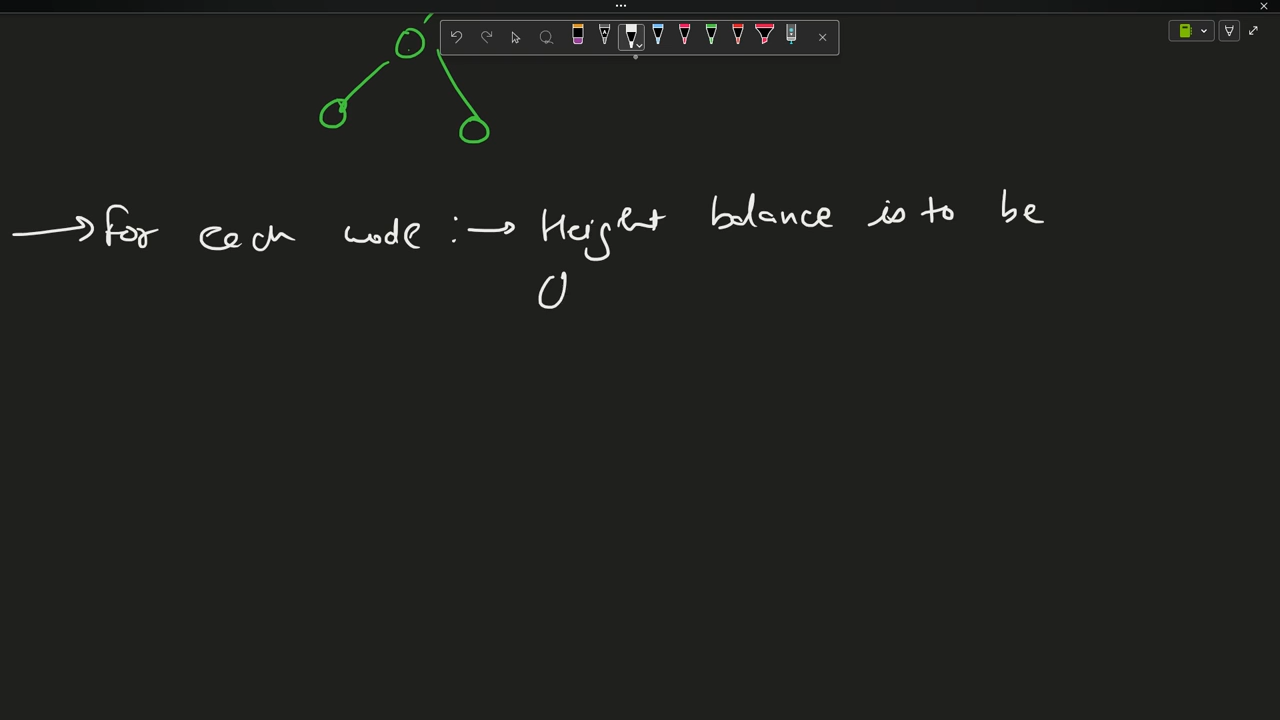 → for each node :→ Height balance is to be
0